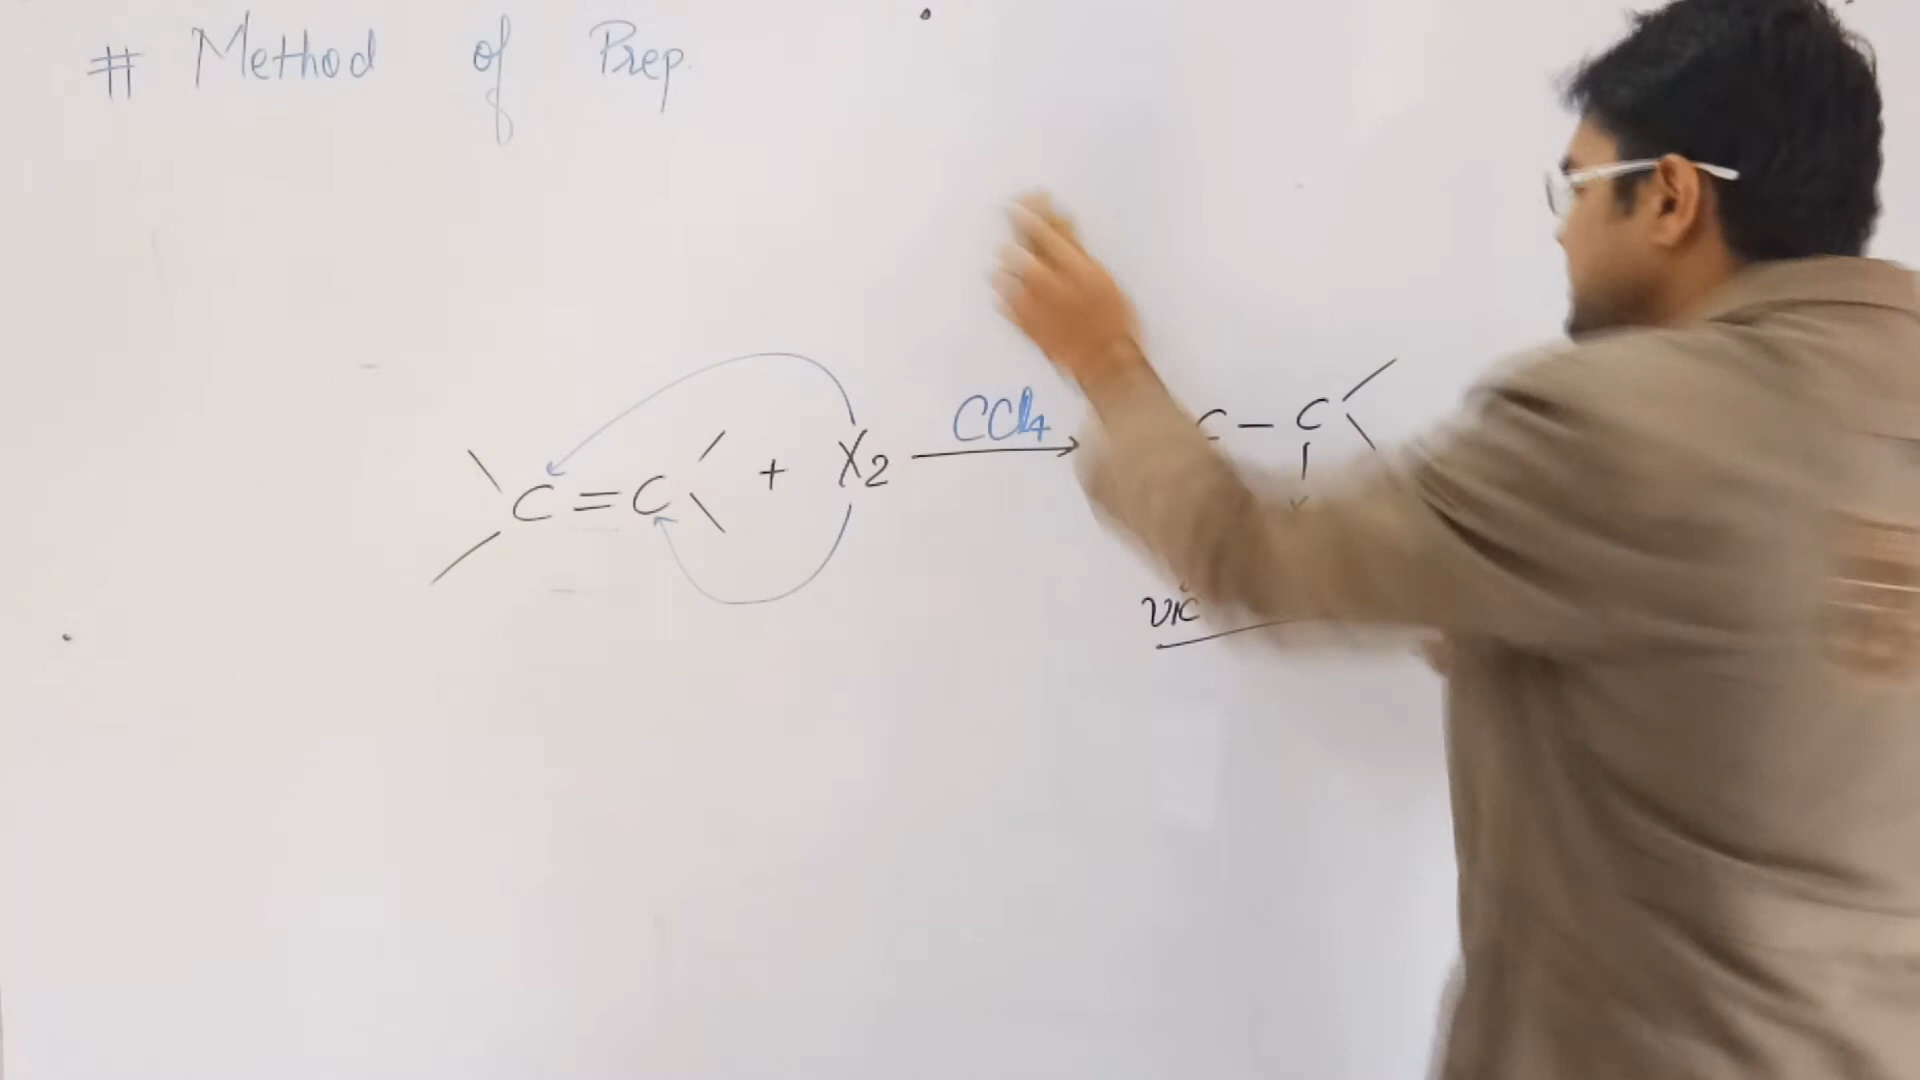 # Method of Prep.
CCl4
C=C + X2 → C-C
vic